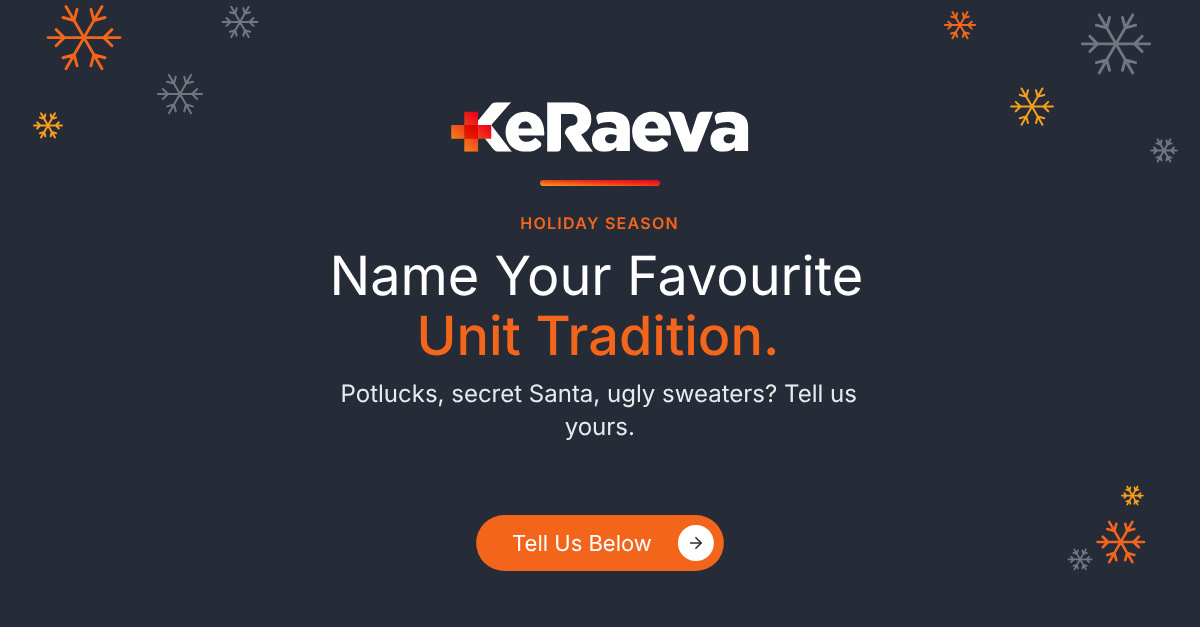 KeRaeva
HOLIDAY SEASON
Name Your Favourite
Unit Tradition.
Potlucks, secret Santa, ugly sweaters? Tell us
yours.
Tell Us Below